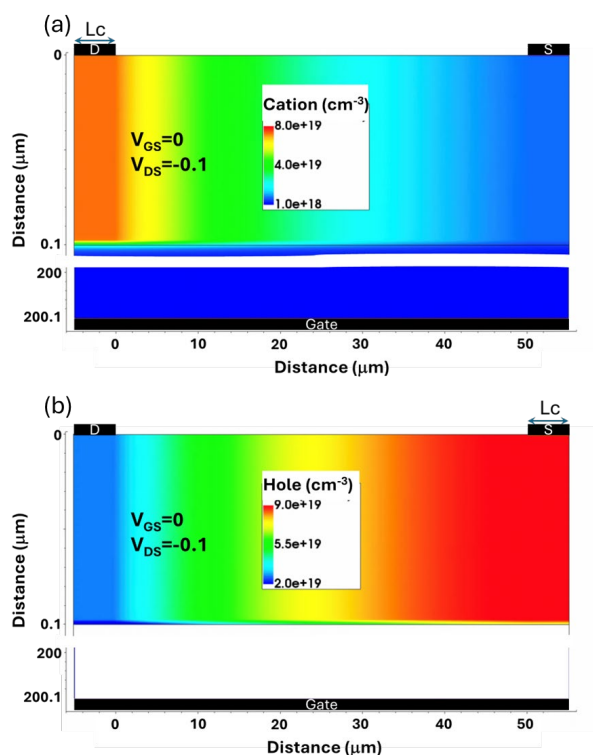 (a)
Lc
D
S
0
Cation (cm-3)
8.0e+19
4.0e+19
1.0e+18
VGS=0
VDS=-0.1
Distance (μm)
0.1
200
200.1
Gate
0 10 20 30 40 50
Distance (μm)
(b)
Lc
D
S
0
Hole (cm-3)
9.0e+19
5.5e+19
2.0e+19
VGS=0
VDS=-0.1
Distance (μm)
0.1
200
200.1
Gate
0 10 20 30 40 50
Distance (μm)